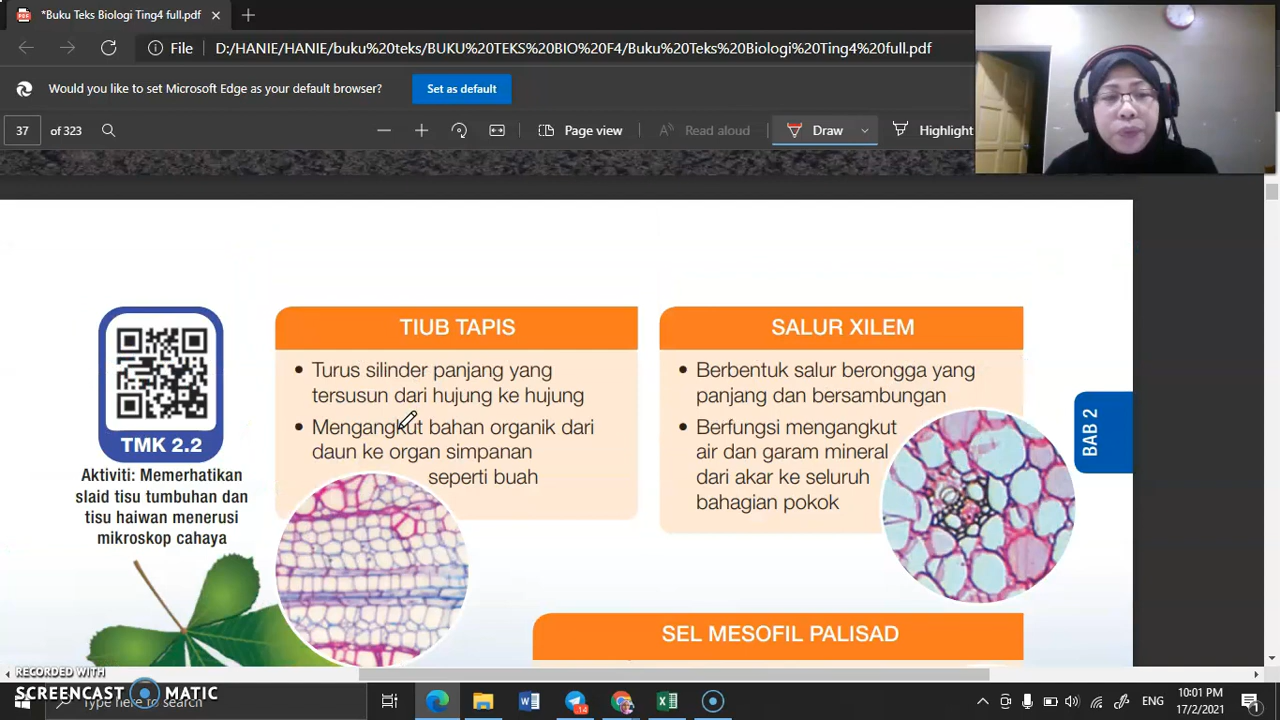 *Buku Teks Biologi Ting4 full.pdf
File D:/HANIE/HANIE/buku%20teks/BUKU%20TEKS%20BIO%20F4/Buku%20Teks%20Biologi%20Ting4%20full.pdf
Would you like to set Microsoft Edge as your default browser? Set as default
37 of 323 Page view Read aloud Draw Highlight
TIUB TAPIS
• Turus silinder panjang yang
tersusun dari hujung ke hujung
• Mengangkut bahan organik dari
daun ke organ simpanan
seperti buah
SALUR XILEM
• Berbentuk salur berongga yang
panjang dan bersambungan
• Berfungsi mengangkut
air dan garam mineral
dari akar ke seluruh
bahagian pokok
BAB 2
TMK 2.2
Aktiviti: Memerhatikan
slaid tisu tumbuhan dan
tisu haiwan menerusi
mikroskop cahaya
SEL MESOFIL PALISAD
RECORDED WITH
SCREENCAST MATIC
Type here to search
14
ENG
10:01 PM
17/2/2021
1